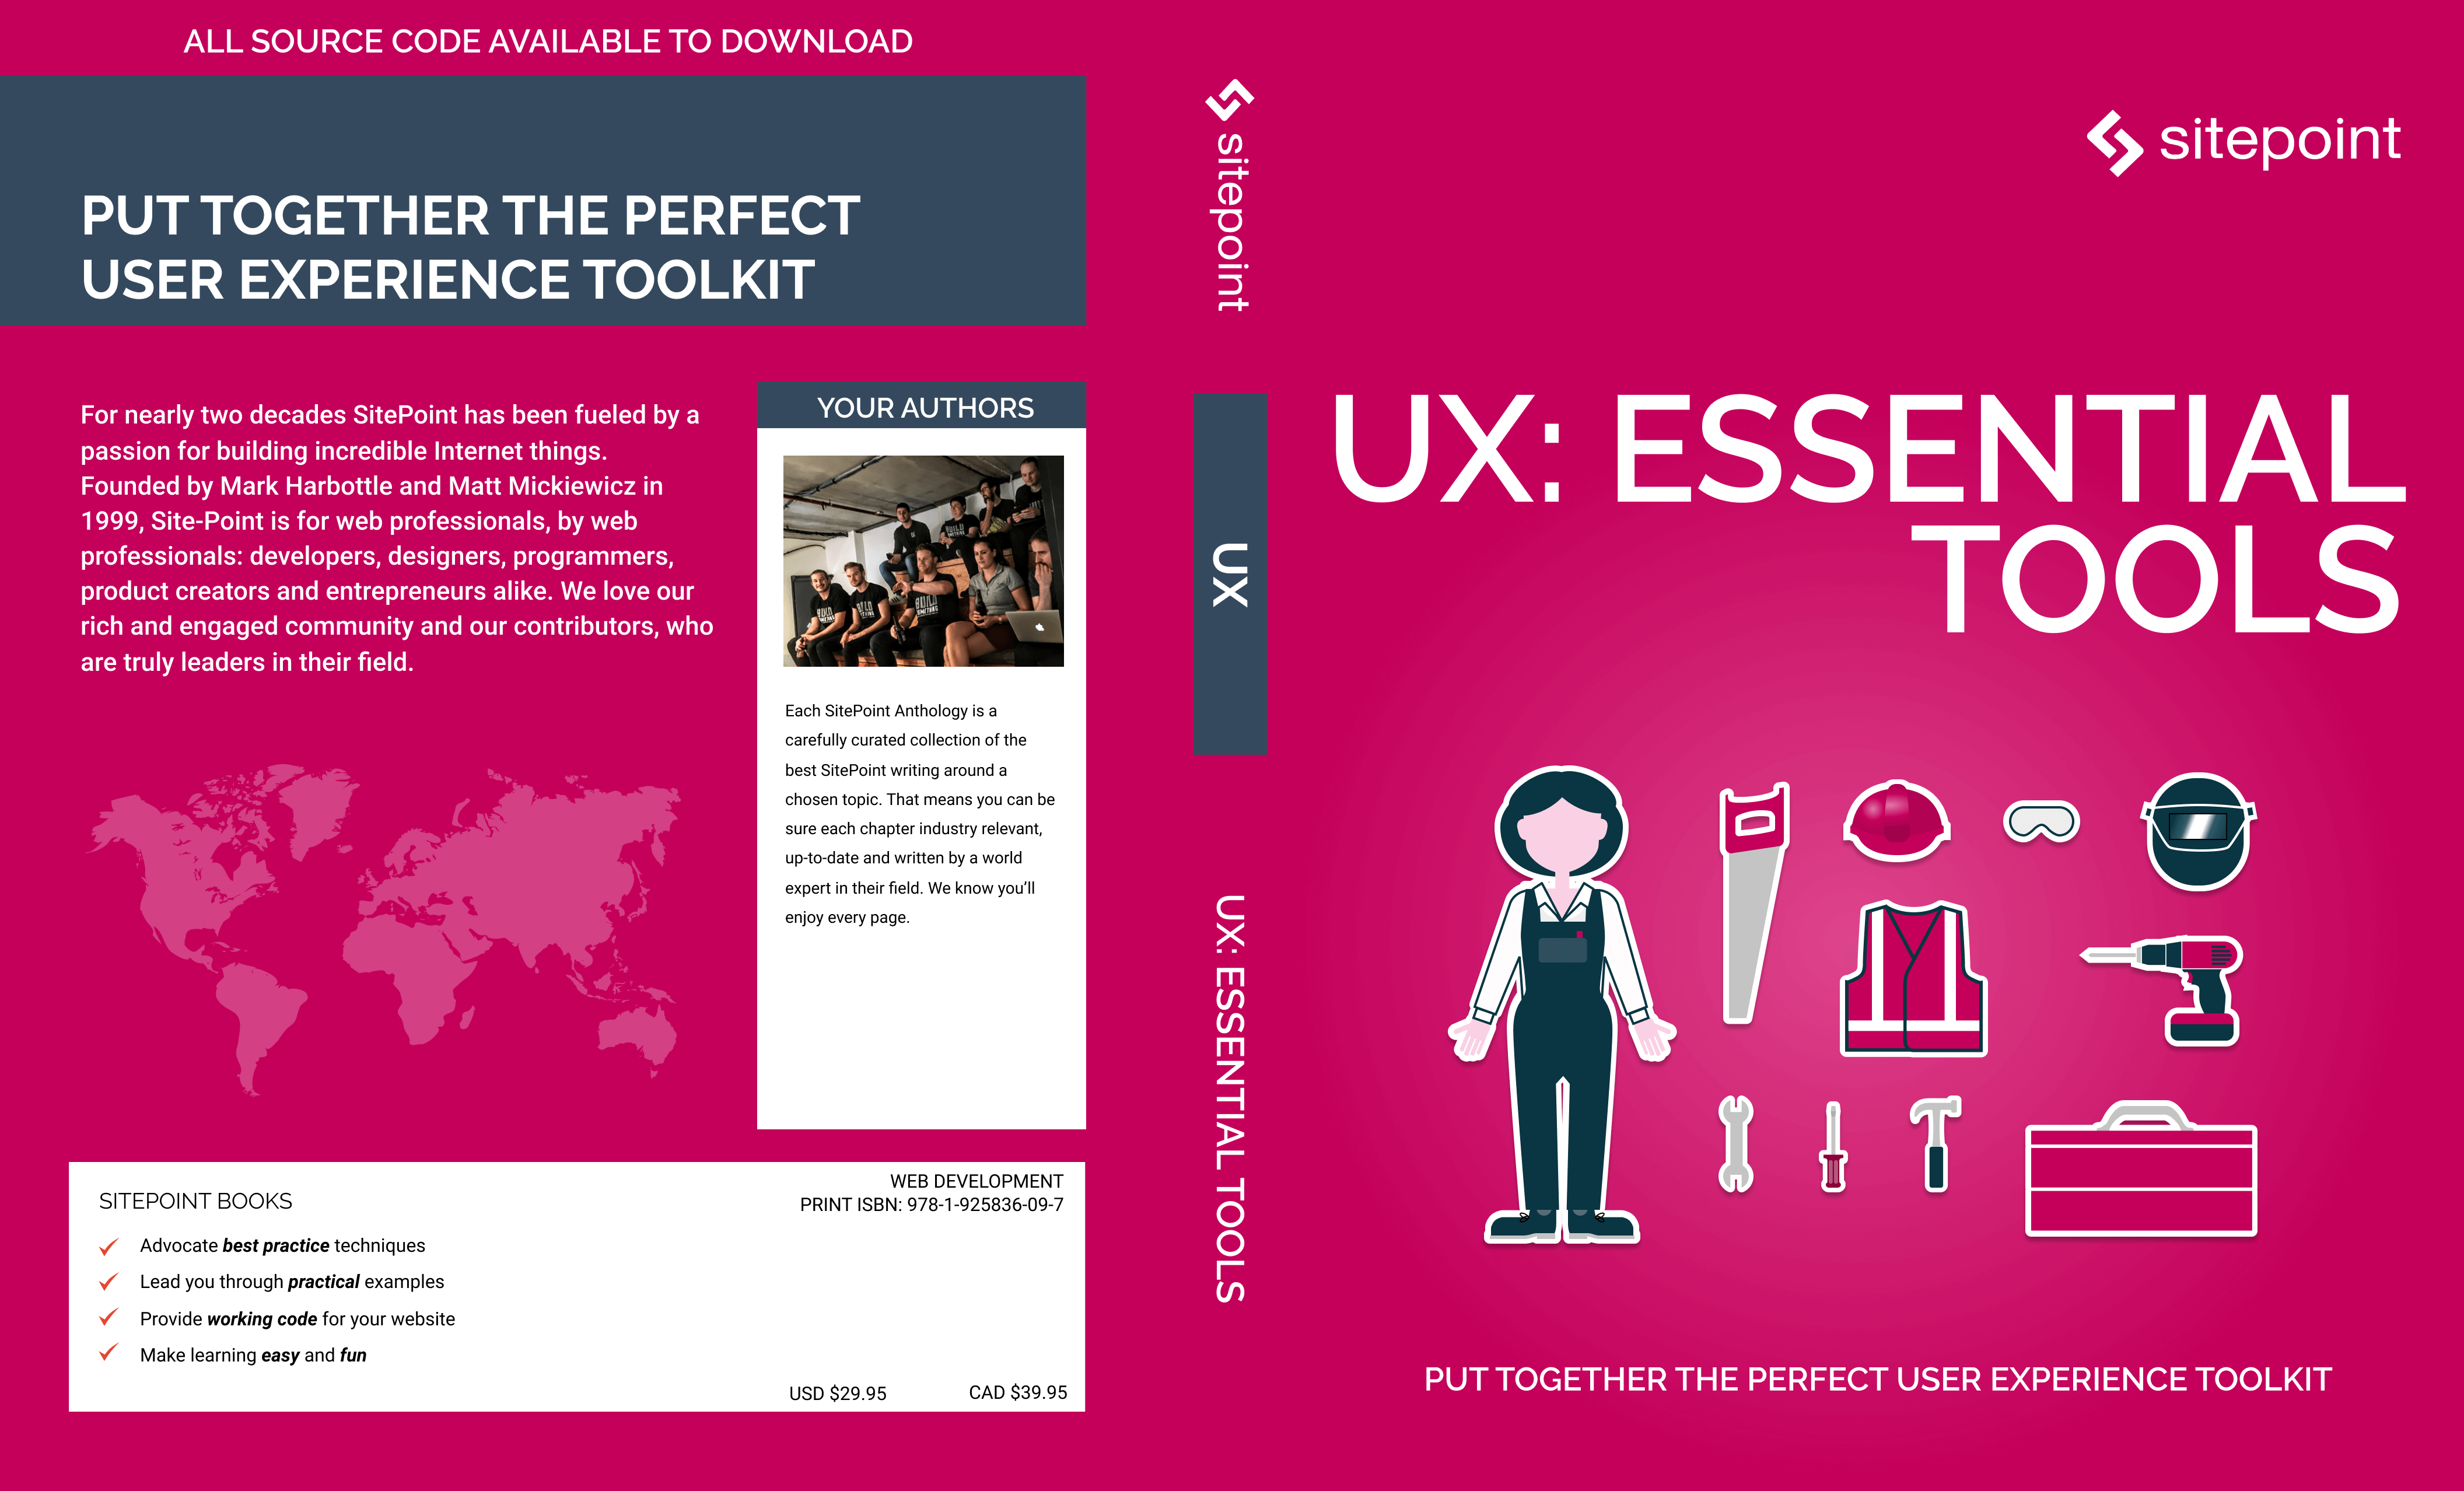 ALL SOURCE CODE AVAILABLE TO DOWNLOAD
PUT TOGETHER THE PERFECT
USER EXPERIENCE TOOLKIT
For nearly two decades SitePoint has been fueled by a
passion for building incredible Internet things.
Founded by Mark Harbottle and Matt Mickiewicz in
1999, Site-Point is for web professionals, by web
professionals: developers, designers, programmers,
product creators and entrepreneurs alike. We love our
rich and engaged community and our contributors, who
are truly leaders in their field.
YOUR AUTHORS
Each SitePoint Anthology is a
carefully curated collection of the
best SitePoint writing around a
chosen topic. That means you can be
sure each chapter industry relevant,
up-to-date and written by a world
expert in their field. We know you’ll
enjoy every page.
SITEPOINT BOOKS
Advocate best practice techniques
Lead you through practical examples
Provide working code for your website
Make learning easy and fun
WEB DEVELOPMENT
PRINT ISBN: 978-1-925836-09-7
USD $29.95
CAD $39.95
sitepoint
UX
UX: ESSENTIAL TOOLS
sitepoint
UX: ESSENTIAL
TOOLS
PUT TOGETHER THE PERFECT USER EXPERIENCE TOOLKIT